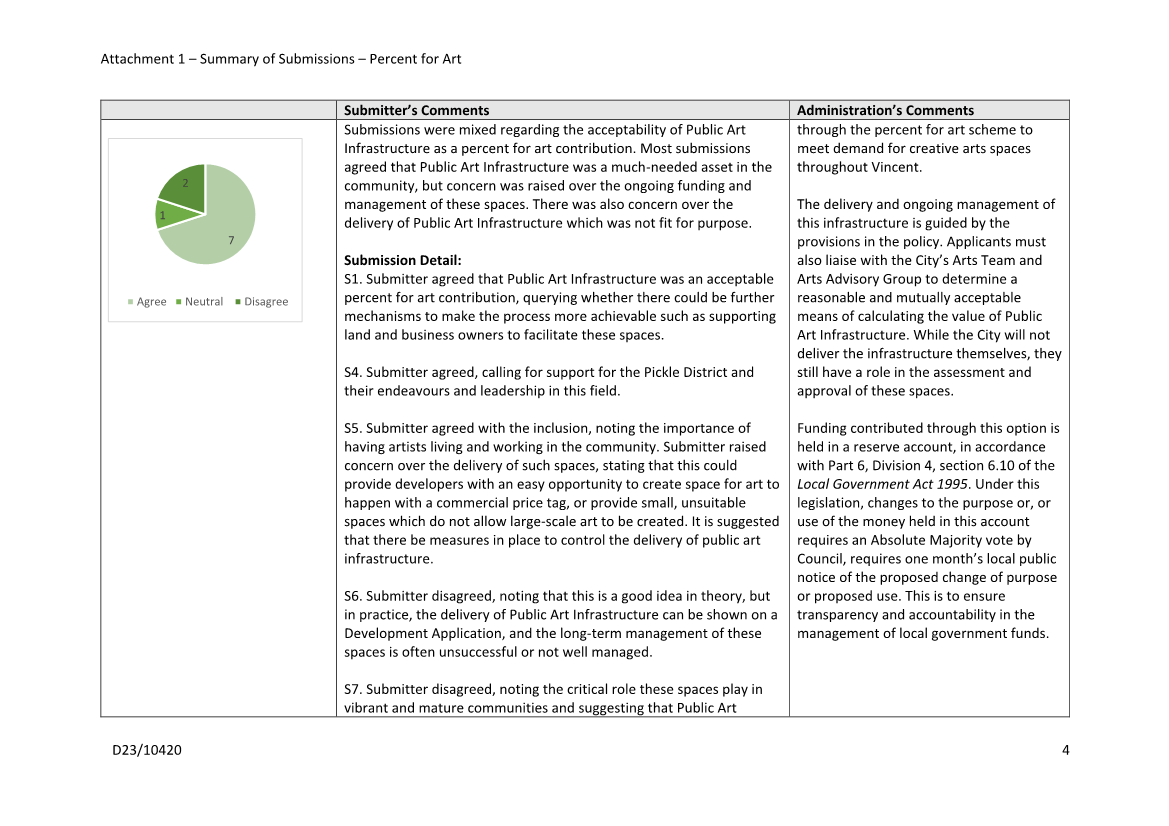 Attachment 1 – Summary of Submissions – Percent for Art
Submitter's Comments
Administration's Comments
2
1
7
Agree Neutral Disagree
Submissions were mixed regarding the acceptability of Public Art
Infrastructure as a percent for art contribution. Most submissions
agreed that Public Art Infrastructure was a much-needed asset in the
community, but concern was raised over the ongoing funding and
management of these spaces. There was also concern over the
delivery of Public Art Infrastructure which was not fit for purpose.
Submission Detail:
S1. Submitter agreed that Public Art Infrastructure was an acceptable
percent for art contribution, querying whether there could be further
mechanisms to make the process more achievable such as supporting
land and business owners to facilitate these spaces.
S4. Submitter agreed, calling for support for the Pickle District and
their endeavours and leadership in this field.
S5. Submitter agreed with the inclusion, noting the importance of
having artists living and working in the community. Submitter raised
concern over the delivery of such spaces, stating that this could
provide developers with an easy opportunity to create space for art to
happen with a commercial price tag, or provide small, unsuitable
spaces which do not allow large-scale art to be created. It is suggested
that there be measures in place to control the delivery of public art
infrastructure.
S6. Submitter disagreed, noting that this is a good idea in theory, but
in practice, the delivery of Public Art Infrastructure can be shown on a
Development Application, and the long-term management of these
spaces is often unsuccessful or not well managed.
S7. Submitter disagreed, noting the critical role these spaces play in
vibrant and mature communities and suggesting that Public Art
through the percent for art scheme to
meet demand for creative arts spaces
throughout Vincent.
The delivery and ongoing management of
this infrastructure is guided by the
provisions in the policy. Applicants must
also liaise with the City's Arts Team and
Arts Advisory Group to determine a
reasonable and mutually acceptable
means of calculating the value of Public
Art Infrastructure. While the City will not
deliver the infrastructure themselves, they
still have a role in the assessment and
approval of these spaces.
Funding contributed through this option is
held in a reserve account, in accordance
with Part 6, Division 4, section 6.10 of the
Local Government Act 1995. Under this
legislation, changes to the purpose or, or
use of the money held in this account
requires an Absolute Majority vote by
Council, requires one month's local public
notice of the proposed change of purpose
or proposed use. This is to ensure
transparency and accountability in the
management of local government funds.
D23/10420
4